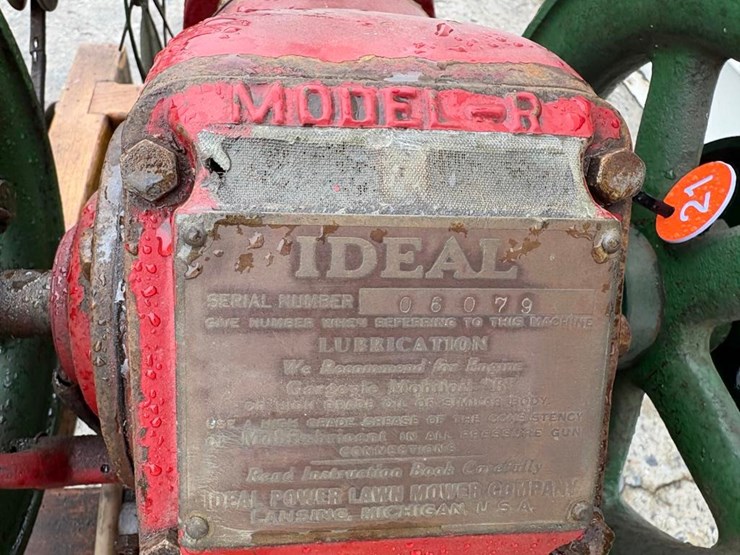 MODEL-R
21
IDEAL
SERIAL NUMBER 06079
GIVE NUMBER WHEN REFERRING TO THIS MACHINE
LUBRICATION
We Recommend for Engine
Gargoyle Mobiloil "B"
OR HIGH GRADE OIL OF SIMILAR BODY.
USE A HIGH GRADE GREASE OF THE CONSISTENCY
OF Mobilubricant IN ALL PRESSURE GUN
CONNECTIONS
Read Instruction Book Carefully
IDEAL POWER LAWN MOWER COMPANY
LANSING, MICHIGAN, U.S.A.